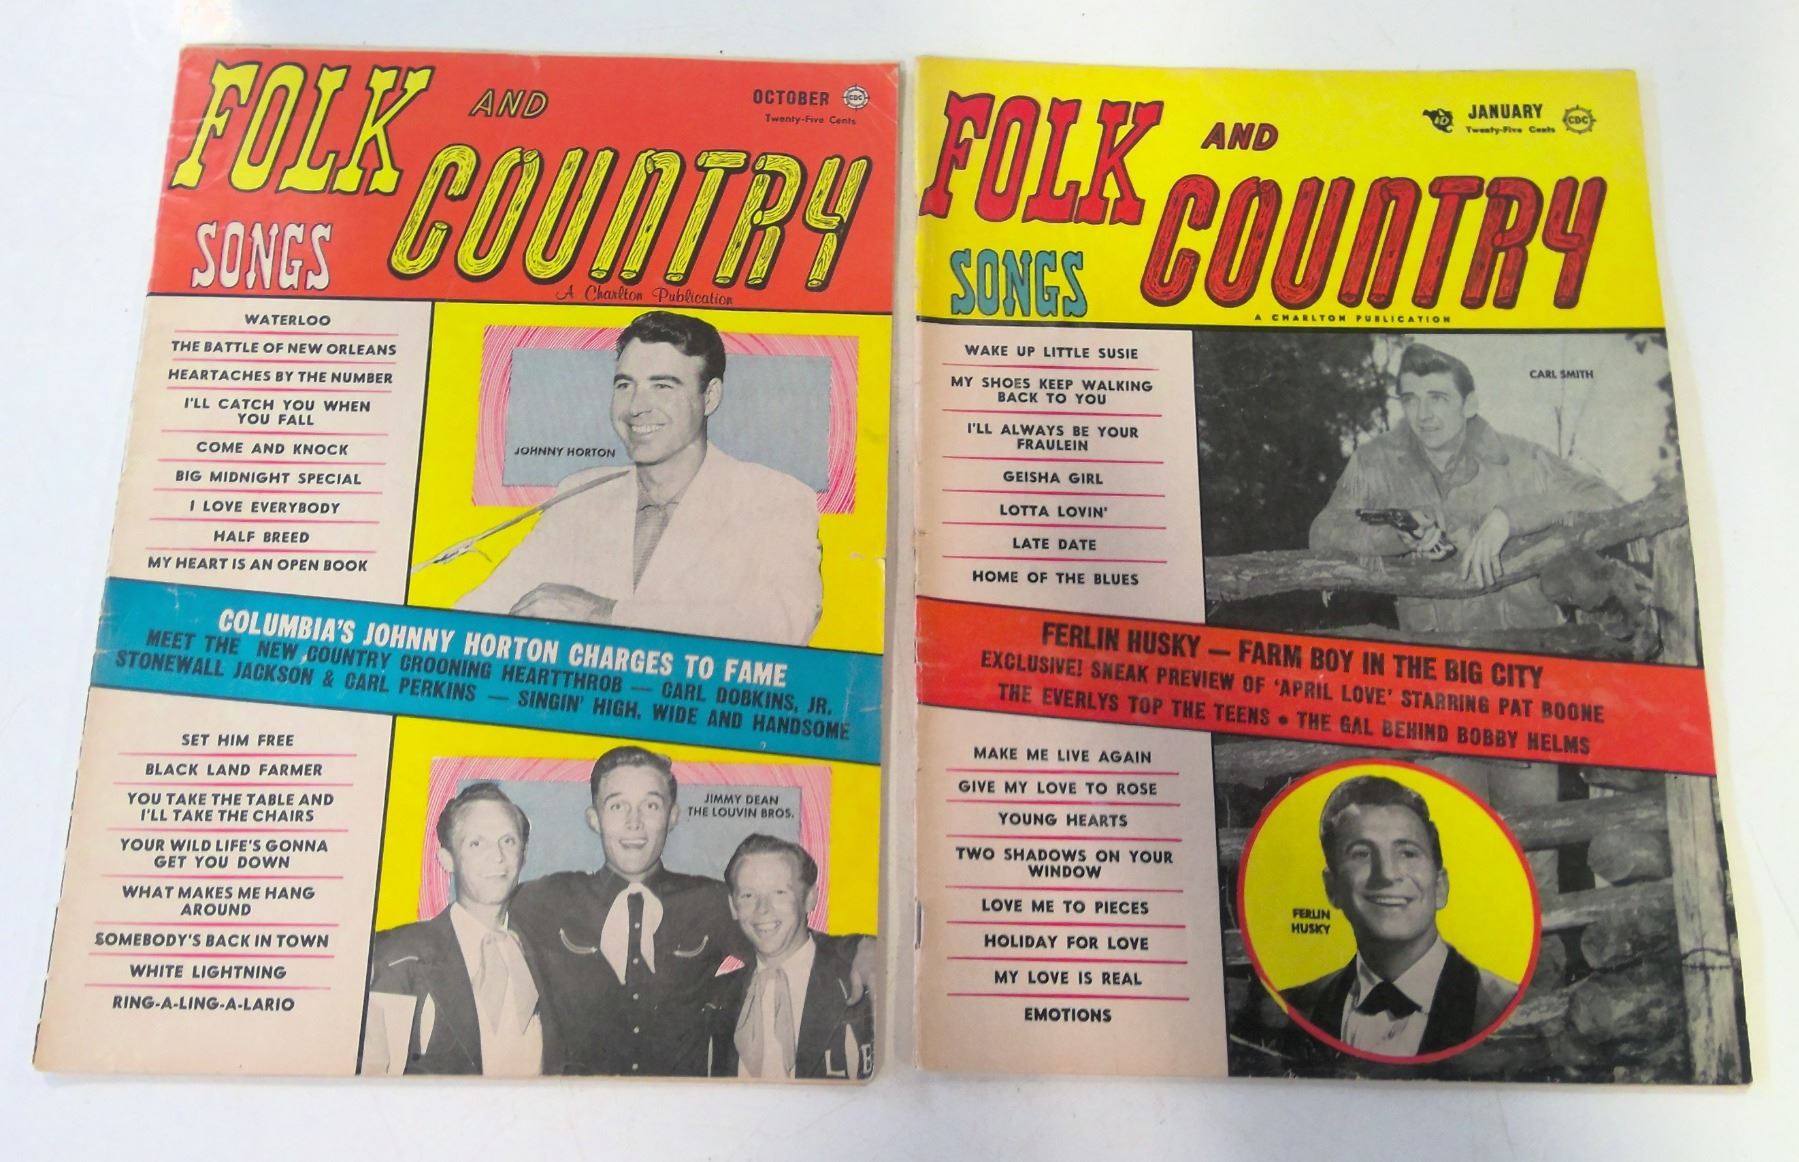 FOLK AND
COUNTRY
SONGS
OCTOBER CDC
Twenty-Five Cents
A Charlton Publication
WATERLOO
THE BATTLE OF NEW ORLEANS
HEARTACHES BY THE NUMBER
I'LL CATCH YOU WHEN
YOU FALL
COME AND KNOCK
BIG MIDNIGHT SPECIAL
I LOVE EVERYBODY
HALF BREED
MY HEART IS AN OPEN BOOK
JOHNNY HORTON
COLUMBIA'S JOHNNY HORTON CHARGES TO FAME
MEET THE NEW COUNTRY CROONING HEARTTHROB — CARL DOBKINS, JR.
STONEWALL JACKSON & CARL PERKINS — SINGIN' HIGH, WIDE AND HANDSOME
SET HIM FREE
BLACK LAND FARMER
YOU TAKE THE TABLE AND
I'LL TAKE THE CHAIRS
YOUR WILD LIFE'S GONNA
GET YOU DOWN
WHAT MAKES ME HANG
AROUND
SOMEBODY'S BACK IN TOWN
WHITE LIGHTNING
RING-A-LING-A-LARIO
JIMMY DEAN
THE LOUVIN BROS.
L B
FOLK AND
COUNTRY
SONGS
JANUARY CDC
Twenty-Five Cents
A CHARLTON PUBLICATION
WAKE UP LITTLE SUSIE
MY SHOES KEEP WALKING
BACK TO YOU
I'LL ALWAYS BE YOUR
FRAULEIN
GEISHA GIRL
LOTTA LOVIN'
LATE DATE
HOME OF THE BLUES
CARL SMITH
FERLIN HUSKY — FARM BOY IN THE BIG CITY
EXCLUSIVE! SNEAK PREVIEW OF 'APRIL LOVE' STARRING PAT BOONE
THE EVERLYS TOP THE TEENS • THE GAL BEHIND BOBBY HELMS
MAKE ME LIVE AGAIN
GIVE MY LOVE TO ROSE
YOUNG HEARTS
TWO SHADOWS ON YOUR
WINDOW
LOVE ME TO PIECES
HOLIDAY FOR LOVE
MY LOVE IS REAL
EMOTIONS
FERLIN
HUSKY